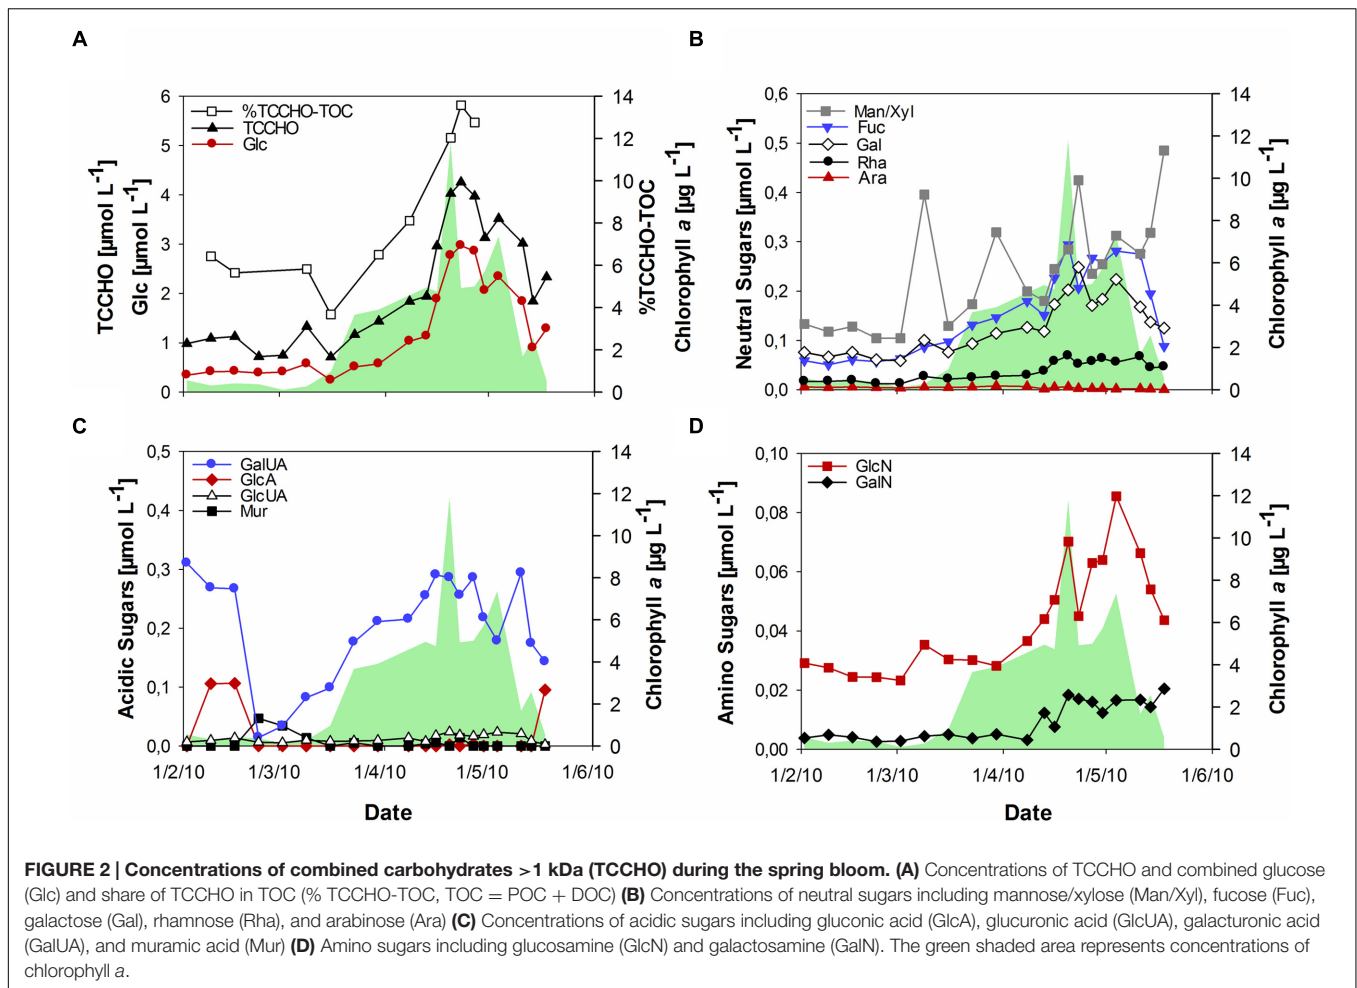 A
B
6
5
4
3
2
1
0
TCCHO [µmol L-1]
Glc [µmol L-1]
%TCCHO-TOC
TCCHO
Glc
14
12
10
8
6
4
2
0
%TCCHO-TOC
Chlorophyll a [µg L-1]
0,6
0,5
0,4
0,3
0,2
0,1
0,0
Neutral Sugars [µmol L-1]
Man/Xyl
Fuc
Gal
Rha
Ara
14
12
10
8
6
4
2
0
Chlorophyll a [µg L-1]
C
D
0,5
0,4
0,3
0,2
0,1
0,0
Acidic Sugars [µmol L-1]
GalUA
GlcA
GlcUA
Mur
14
12
10
8
6
4
2
0
Chlorophyll a [µg L-1]
1/2/10 1/3/10 1/4/10 1/5/10 1/6/10
Date
0,10
0,08
0,06
0,04
0,02
0,00
Amino Sugars [µmol L-1]
GlcN
GalN
14
12
10
8
6
4
2
0
Chlorophyll a [µg L-1]
1/2/10 1/3/10 1/4/10 1/5/10 1/6/10
Date
FIGURE 2 | Concentrations of combined carbohydrates >1 kDa (TCCHO) during the spring bloom. (A) Concentrations of TCCHO and combined glucose
(Glc) and share of TCCHO in TOC (% TCCHO-TOC, TOC = POC + DOC) (B) Concentrations of neutral sugars including mannose/xylose (Man/Xyl), fucose (Fuc),
galactose (Gal), rhamnose (Rha), and arabinose (Ara) (C) Concentrations of acidic sugars including gluconic acid (GlcA), glucuronic acid (GlcUA), galacturonic acid
(GalUA), and muramic acid (Mur) (D) Amino sugars including glucosamine (GlcN) and galactosamine (GalN). The green shaded area represents concentrations of
chlorophyll a.